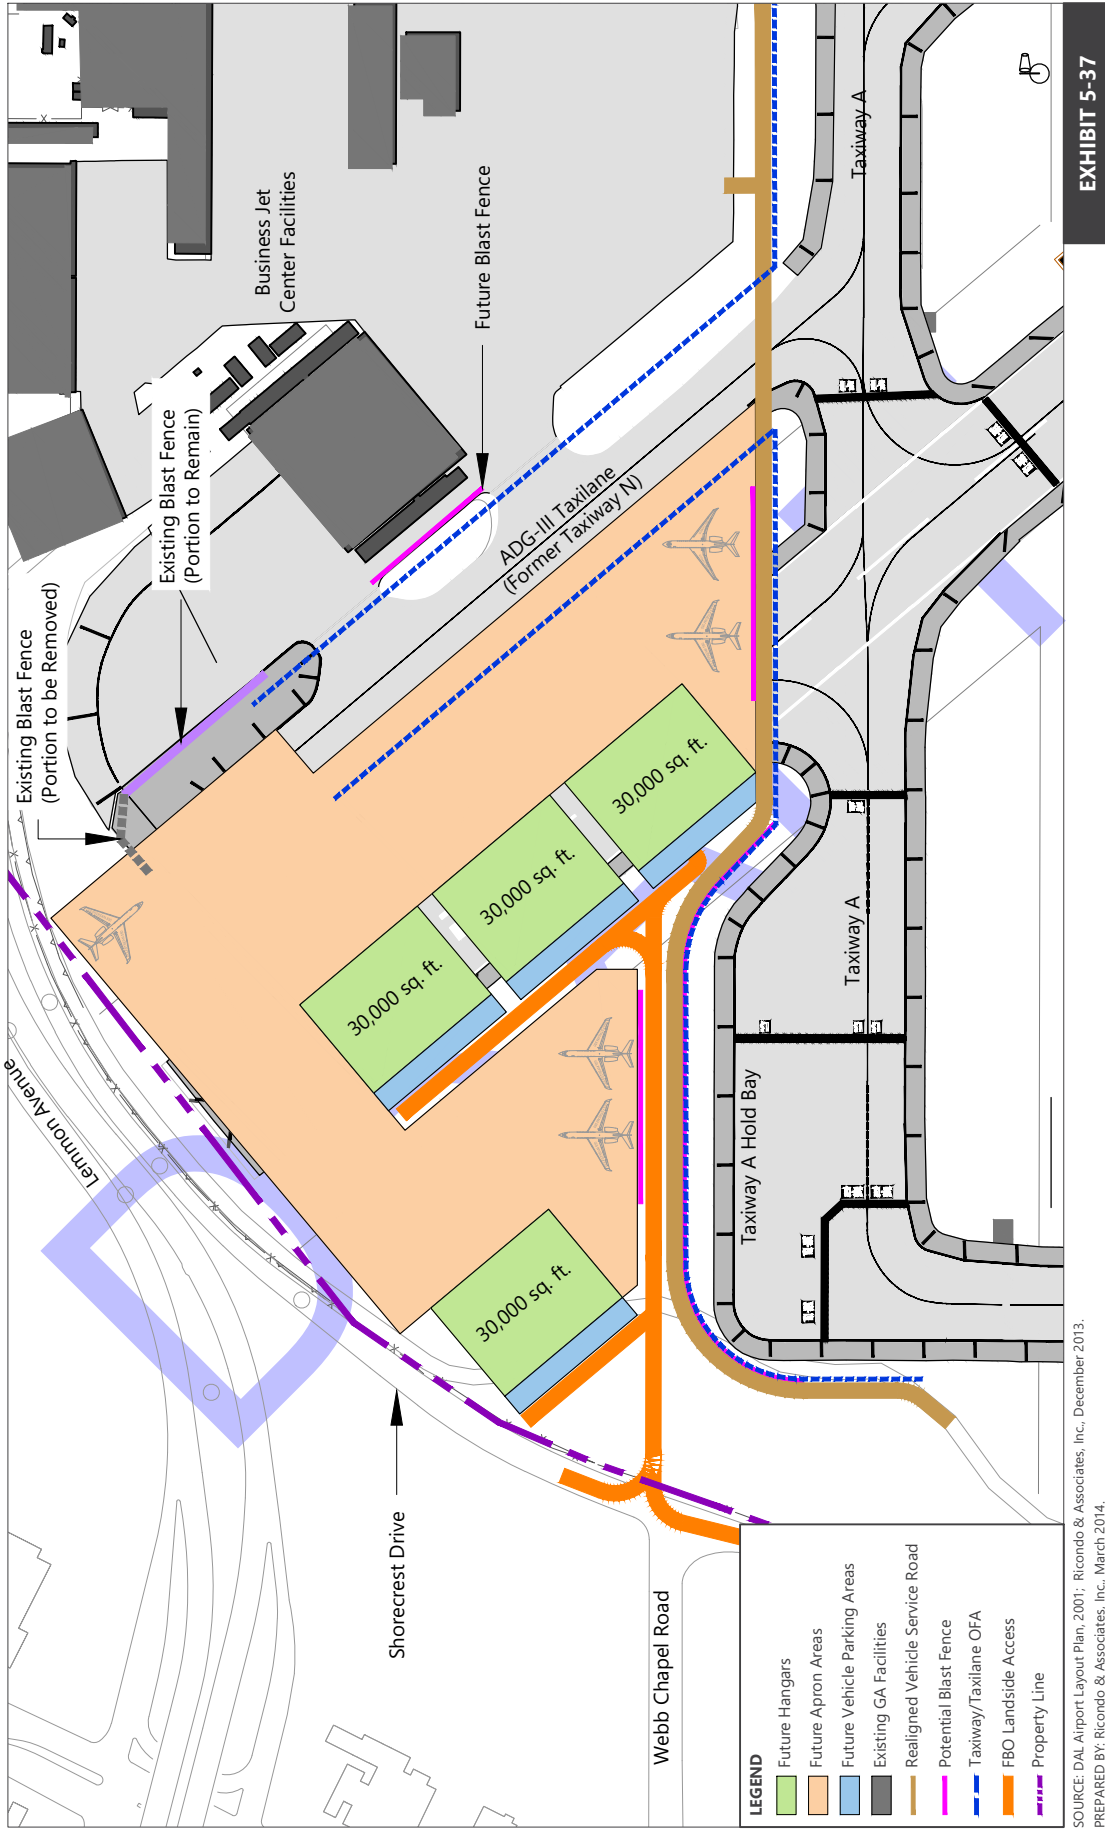 Lemmon Avenue
Shorecrest Drive
Webb Chapel Road
Existing Blast Fence
(Portion to be Removed)
Existing Blast Fence
(Portion to Remain)
Business Jet
Center Facilities
Future Blast Fence
ADG-III Taxilane
(Former Taxiway N)
30,000 sq. ft.
30,000 sq. ft.
30,000 sq. ft.
30,000 sq. ft.
Taxiway A Hold Bay
Taxiway A
Taxiway A
LEGEND
Future Hangars
Future Apron Areas
Future Vehicle Parking Areas
Existing GA Facilities
Realigned Vehicle Service Road
Potential Blast Fence
Taxiway/Taxilane OFA
FBO Landside Access
Property Line
SOURCE: DAL Airport Layout Plan, 2001; Ricondo & Associates, Inc., December 2013.
PREPARED BY: Ricondo & Associates, Inc., March 2014.
EXHIBIT 5-37